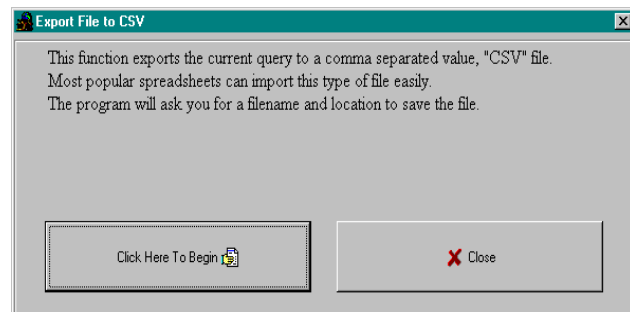 Export File to CSV
This function exports the current query to a comma separated value, "CSV" file.
Most popular spreadsheets can import this type of file easily.
The program will ask you for a filename and location to save the file.
Click Here To Begin
Close